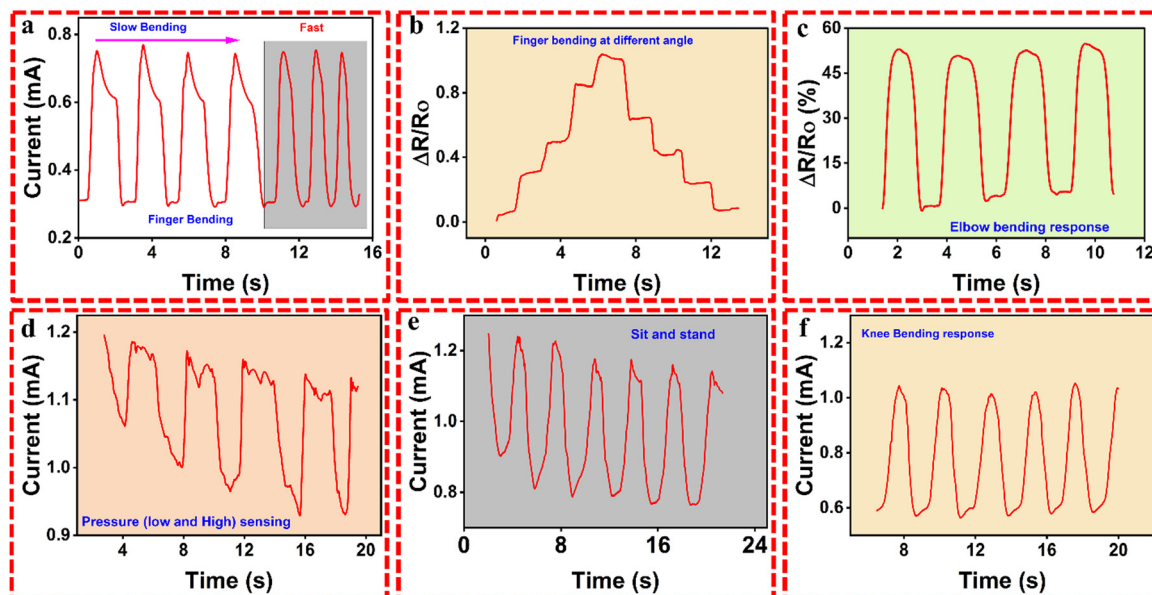 a
Slow Bending
Fast
Finger Bending
Current (mA)
0.8
0.6
0.4
0.2
0 4 8 12 16
Time (s)
b
Finger bending at different angle
ΔR/Ro
1.2
0.8
0.4
0.0
0 4 8 12
Time (s)
c
Elbow bending response
ΔR/Ro (%)
60
45
30
15
0
0 2 4 6 8 10 12
Time (s)
d
Pressure (low and High) sensing
Current (mA)
1.2
1.1
1.0
0.9
4 8 12 16 20
Time (s)
e
Sit and stand
Current (mA)
1.2
1.0
0.8
0 8 16 24
Time (s)
f
Knee Bending response
Current (mA)
1.2
1.0
0.8
0.6
8 12 16 20
Time (s)